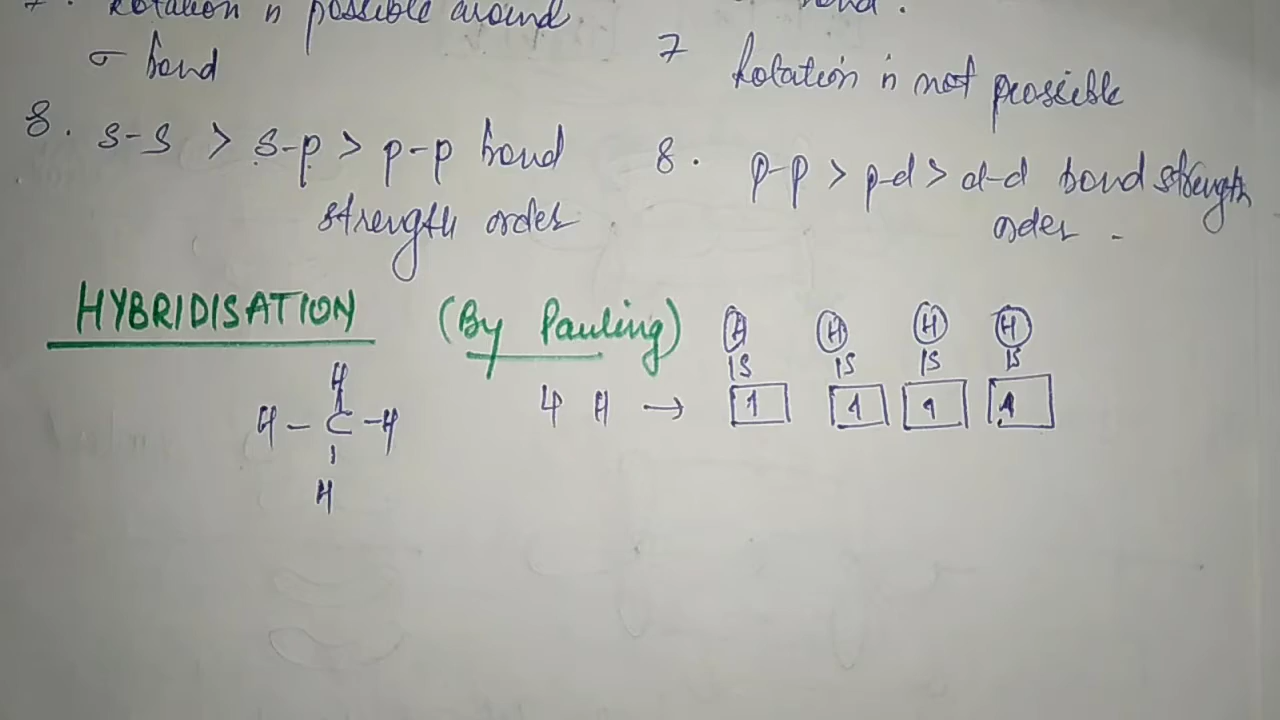 7. Rotation is possible around
σ bond
8. s-s > s-p > p-p bond
strength order
bond.
7 Rotation is not possible
8. p-p > p-d > d-d bond strength
order.
HYBRIDISATION (By Pauling)
H
H - C - H
H
H H H H
1S 1S 1S 1S
4 H → 1 1 1 1